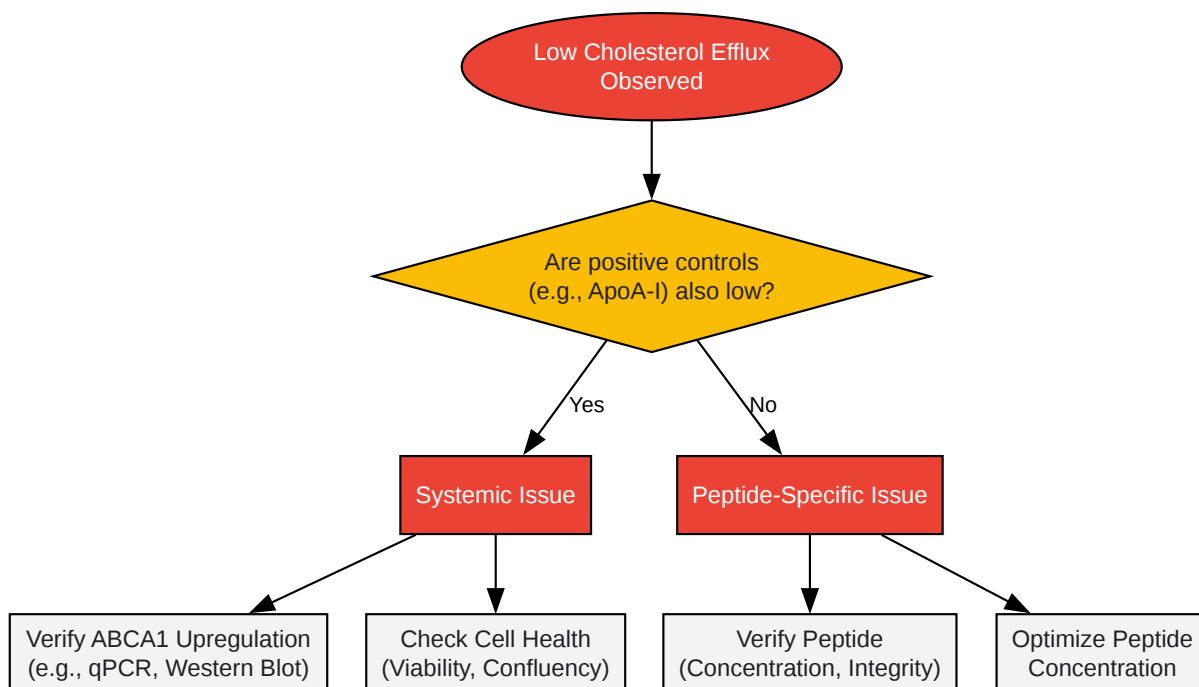 Low Cholesterol Efflux
Observed
Are positive controls
(e.g., ApoA-I) also low?
Yes
No
Systemic Issue
Peptide-Specific Issue
Verify ABCA1 Upregulation
(e.g., qPCR, Western Blot)
Check Cell Health
(Viability, Confluency)
Verify Peptide
(Concentration, Integrity)
Optimize Peptide
Concentration